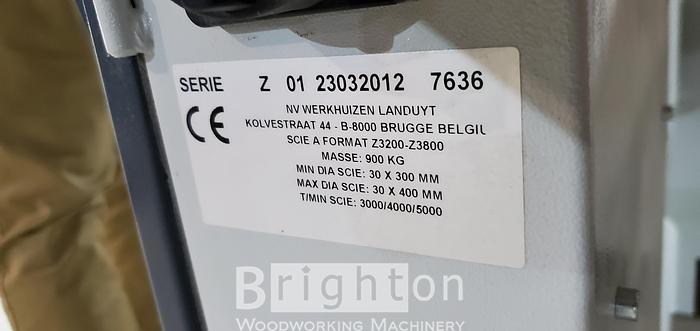 SERIE Z 01 23032012 7636
CE
NV WERKHUIZEN LANDUYT
KOLVESTRAAT 44 - B-8000 BRUGGE BELGIU
SCIE A FORMAT Z3200-Z3800
MASSE: 900 KG
MIN DIA SCIE: 30 X 300 MM
MAX DIA SCIE: 30 X 400 MM
T/MIN SCIE: 3000/4000/5000
Brighton
WOODWORKING MACHINERY